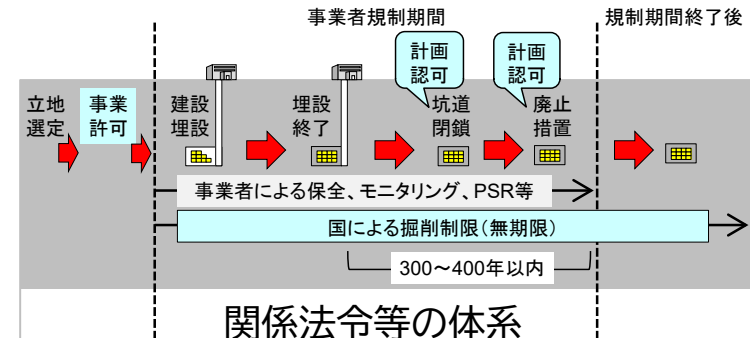 事業者規制期間
規制期間終了後
計画
認可
計画
認可
立地
選定
事業
許可
建設
埋設
埋設
終了
坑道
閉鎖
廃止
措置
事業者による保全、モニタリング、PSR等
国による掘削制限(無期限)
300~400年以内
関係法令等の体系